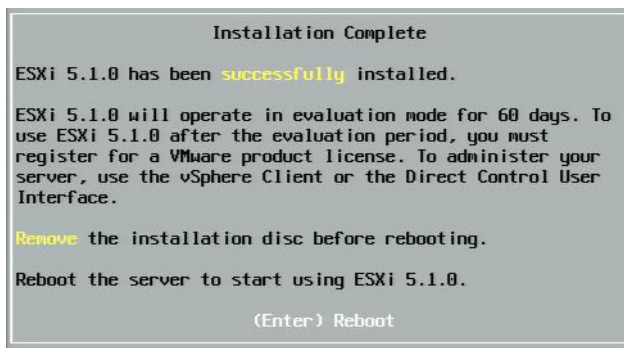 Installation Complete
ESXi 5.1.0 has been successfully installed.
ESXi 5.1.0 will operate in evaluation mode for 60 days. To
use ESXi 5.1.0 after the evaluation period, you must
register for a VMware product license. To administer your
server, use the vSphere Client or the Direct Control User
Interface.
Remove the installation disc before rebooting.
Reboot the server to start using ESXi 5.1.0.
(Enter) Reboot